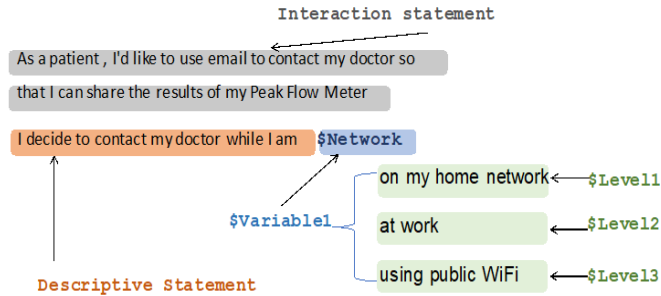 Interaction statement
As a patient , I'd like to use email to contact my doctor so
that I can share the results of my Peak Flow Meter
I decide to contact my doctor while I am $Network
on my home network $Level1
$Variable1 at work $Level2
using public WiFi $Level3
Descriptive Statement